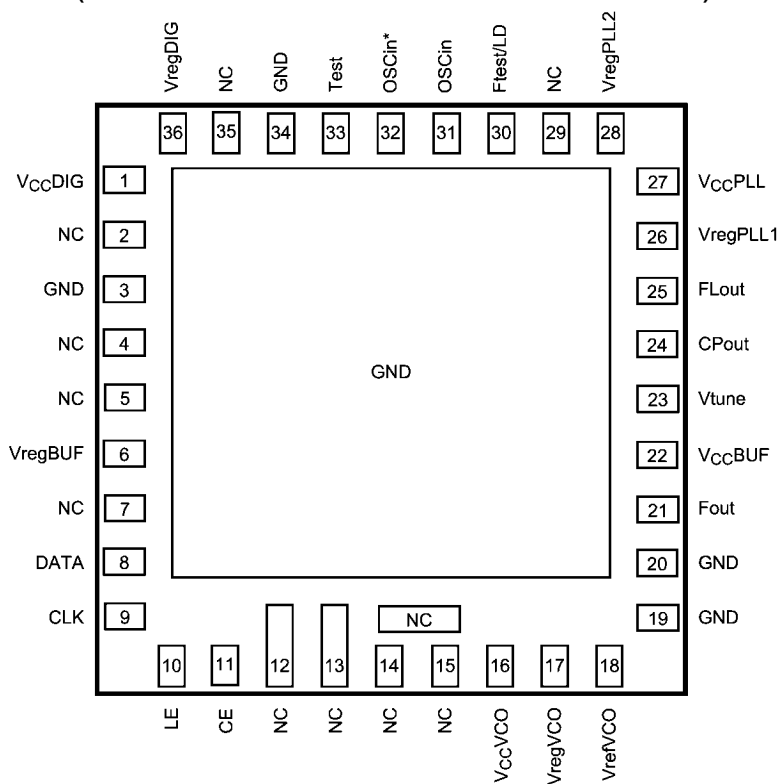 VregDIG
NC
GND
Test
OSCin*
OSCin
Ftest/LD
NC
VregPLL2
36 35 34 33 32 31 30 29 28
VCCDIG 1
27 VCCPLL
NC 2
26 VregPLL1
GND 3
25 FLout
NC 4
24 CPout
GND
NC 5
23 Vtune
VregBUF 6
22 VCCBUF
NC 7
21 Fout
DATA 8
20 GND
CLK 9
NC
19 GND
10 11 12 13 14 15 16 17 18
LE
CE
NC
NC
NC
NC
VCCVCO
VregVCO
VrefVCO